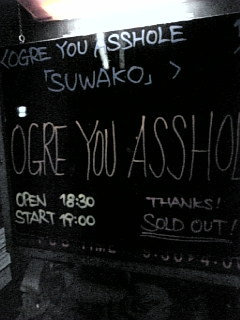 <OGRE YOU ASSHOLE
「SUWAKO」 >
OGRE YOU ASSHOL
OPEN 18:30
START 19:00
THANKS!
SOLD OUT!